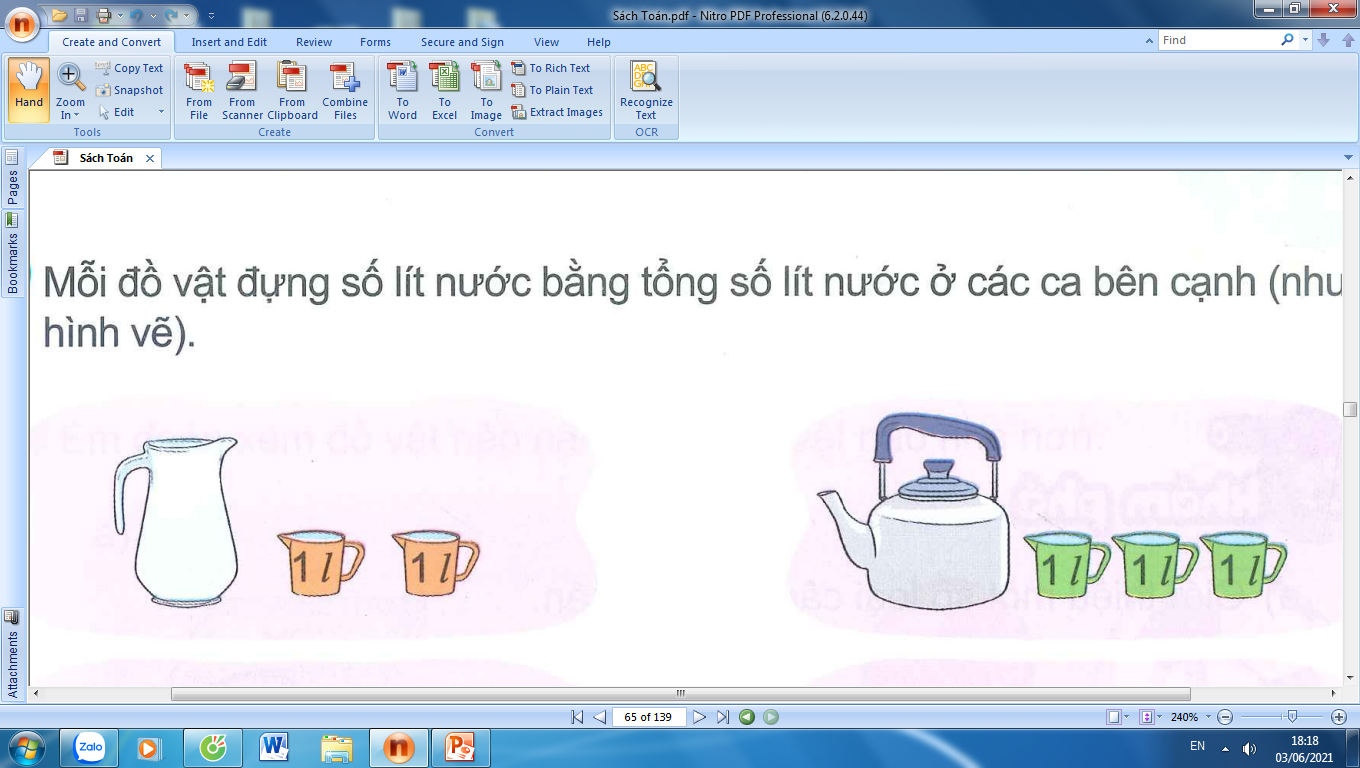 Sách Toán.pdf - Nitro PDF Professional (6.2.0.44)
Create and Convert Insert and Edit Review Forms Secure and Sign View Help Find
Hand
Zoom In
Copy Text
Snapshot
Edit
Tools
From File
From Scanner
From Clipboard
Combine Files
Create
To Word
To Excel
To Image
To Rich Text
To Plain Text
Extract Images
Convert
Recognize Text
OCR
Sách Toán
Pages
Bookmarks
Attachments
Mỗi đồ vật đựng số lít nước bằng tổng số lít nước ở các ca bên cạnh (như
hình vẽ).
1 l 1 l 1 l 1 l 1 l
65 of 139 240%
Zalo EN 18:18
03/06/2021